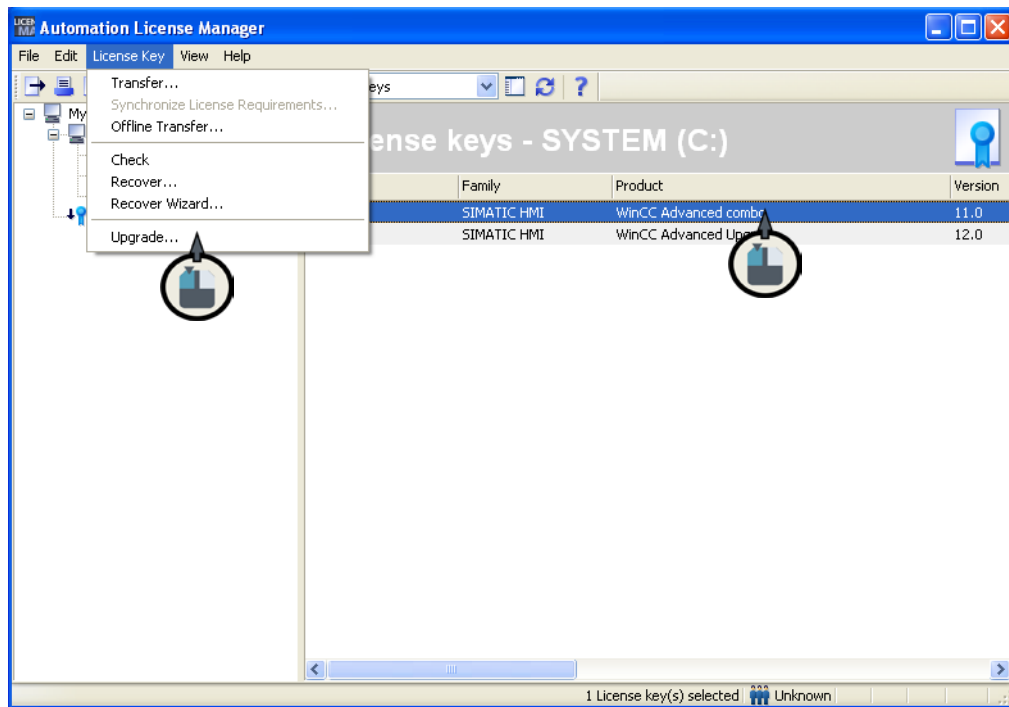 Automation License Manager
File Edit License Key View Help
Transfer...
Synchronize License Requirements...
Offline Transfer...
Check
Recover...
Recover Wizard...
Upgrade...
eys
My
ense keys - SYSTEM (C:)
Family Product Version
SIMATIC HMI WinCC Advanced combo 11.0
SIMATIC HMI WinCC Advanced 12.0
1 License key(s) selected Unknown